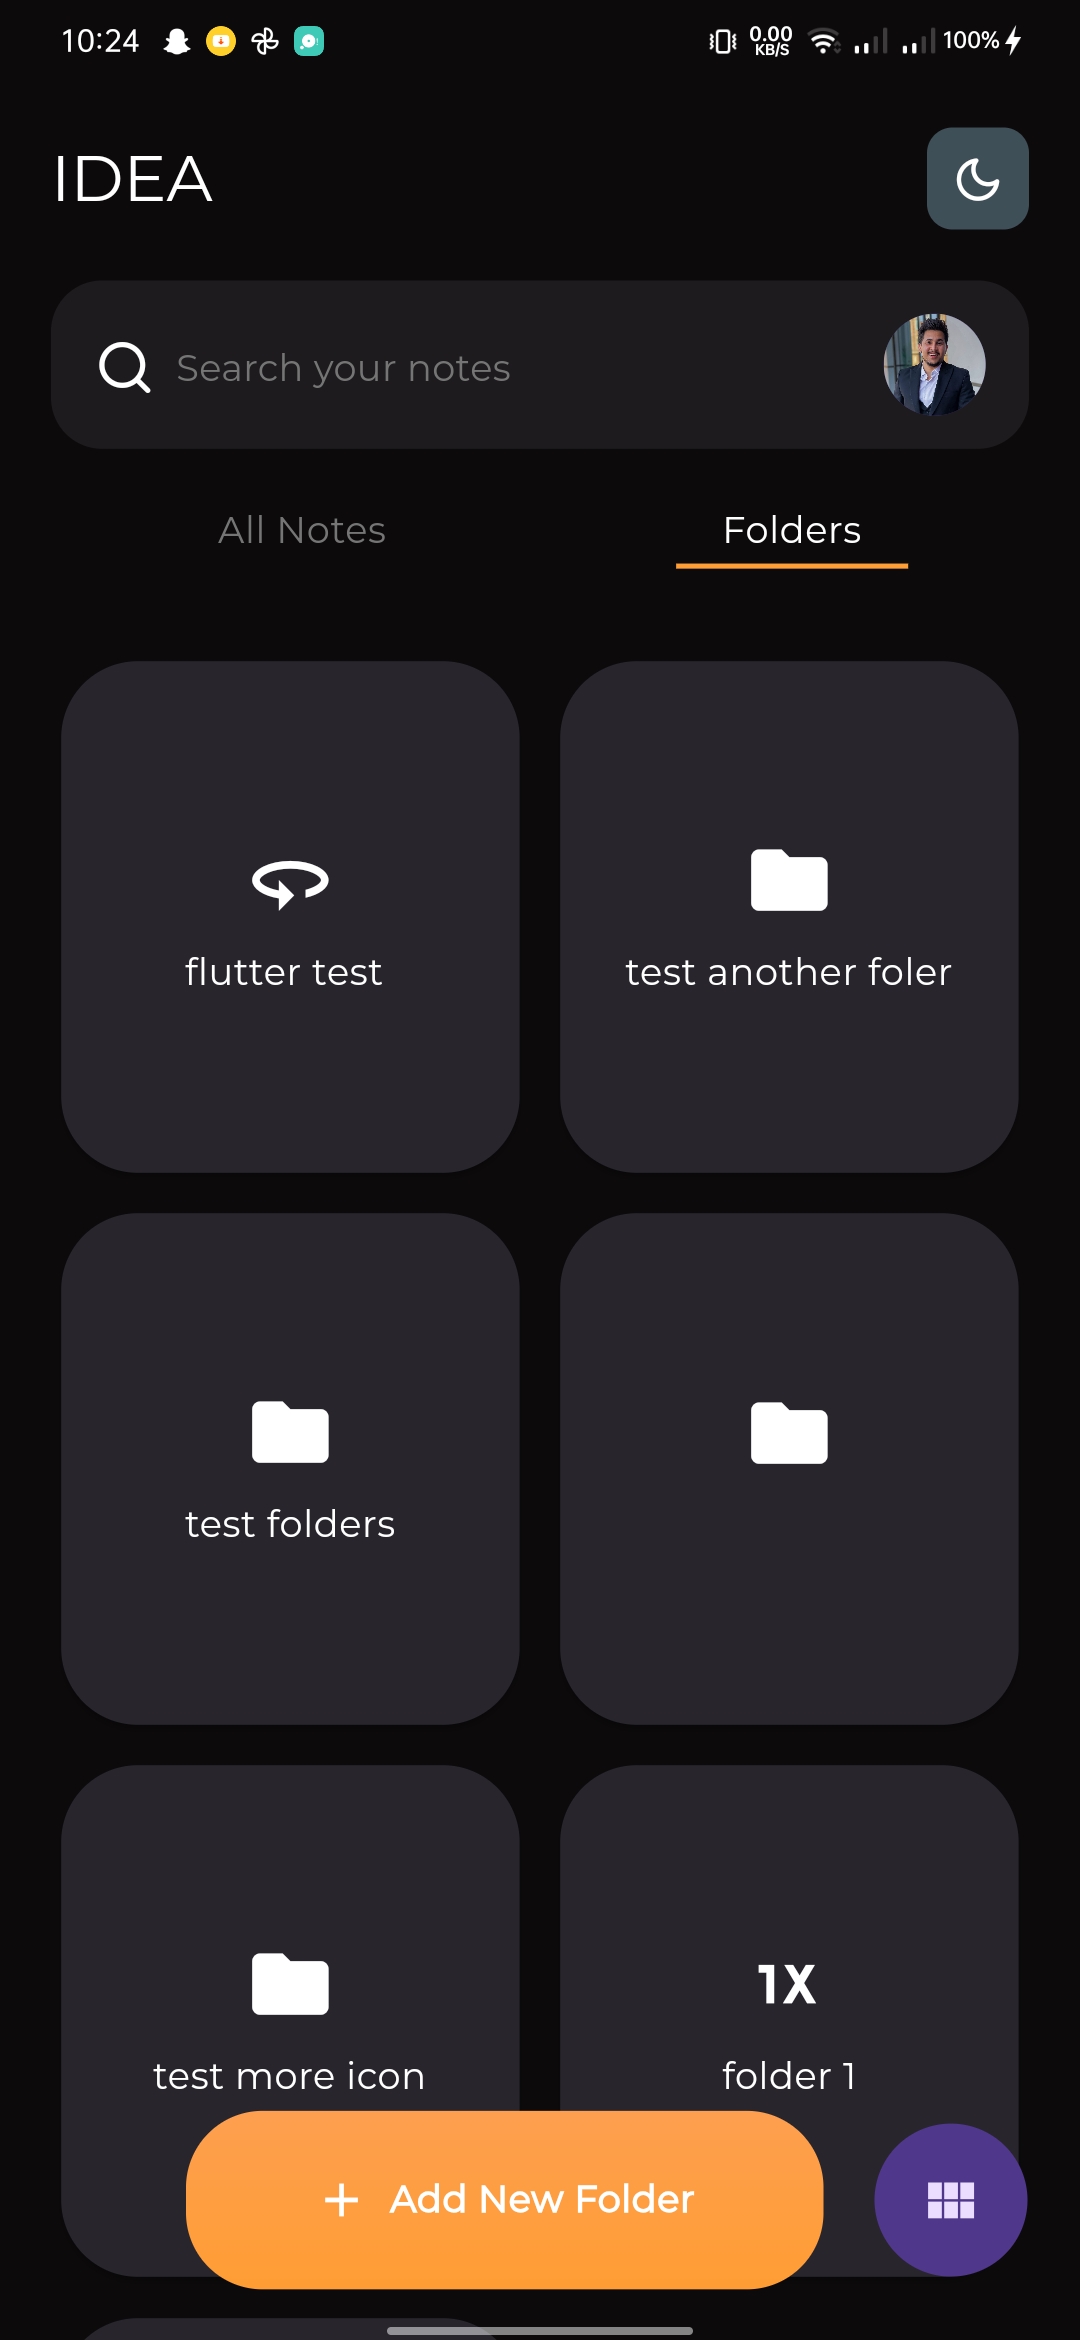 10:24 0.00 KB/S 100%
IDEA
Search your notes
All Notes Folders
flutter test test another foler
test folders
1X
test more icon folder 1
+ Add New Folder